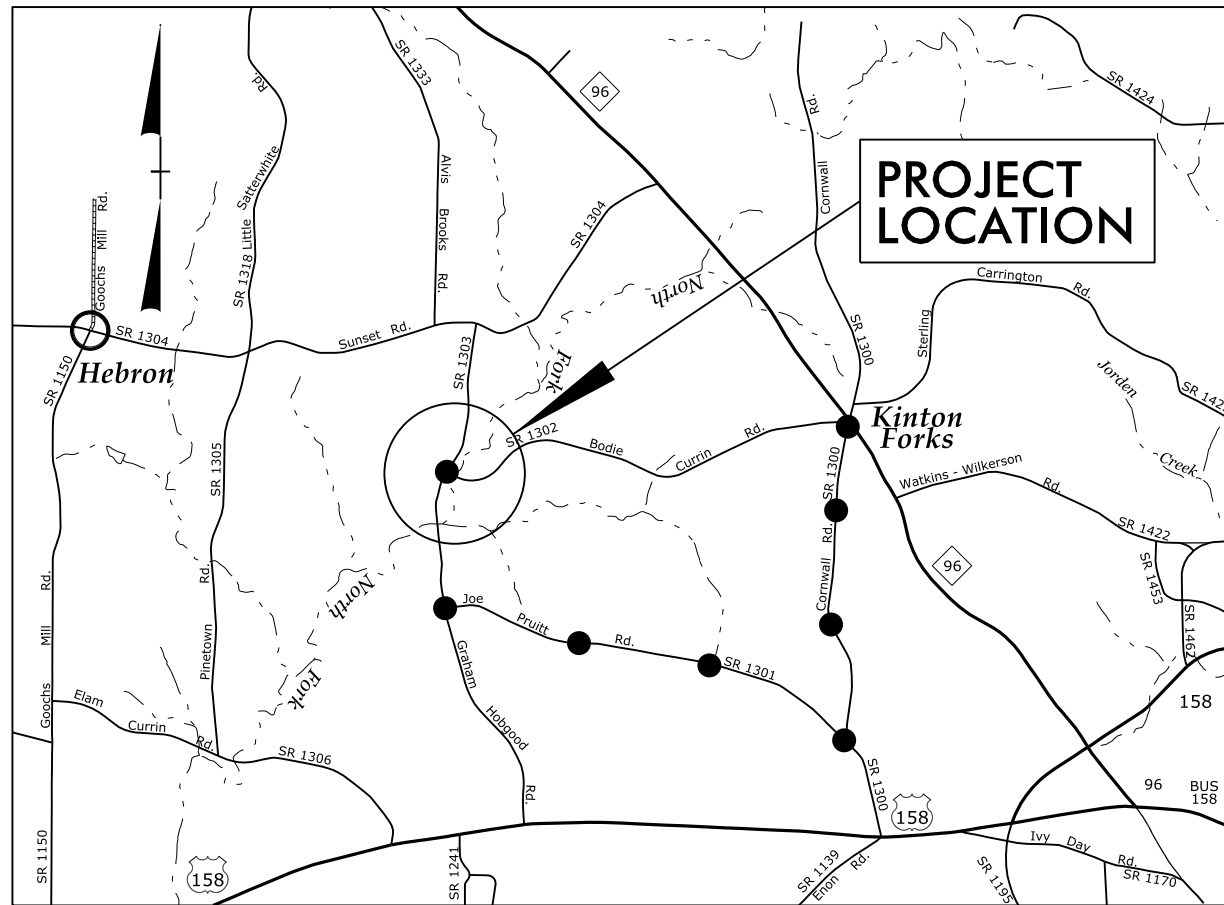 SR 1333
Rd.
96
SR 1424
Rd.
PROJECT
LOCATION
Alvis Brooks Rd.
Satterwhite
Cornwall
Goochs Mill Rd.
SR 1304
SR 1318 Little
North
Carrington Rd.
SR 1304
Sunset Rd.
SR 1303
SR 1300
Sterling
Hebron
SR 1150
Fork
Jorden
Kinton
Forks
SR 1302
Bodie
Currin
Rd.
SR 1305
SR 1300
Creek
Watkins - Wilkerson Rd.
SR 1422
96
SR 1453
Cornwall Rd.
North
Joe
Pruitt
Rd.
SR 1301
SR 1462
Goochs Mill Rd.
Pinetown Rd.
Graham
Hobgood
Rd.
Fork
Elam
Currin
Rd.
SR 1306
158
SR 1300
96
BUS
158
158
SR 1150
158
SR 1241
SR 1139
Enon Rd.
Ivy Day Rd.
SR 1170
SR 1195